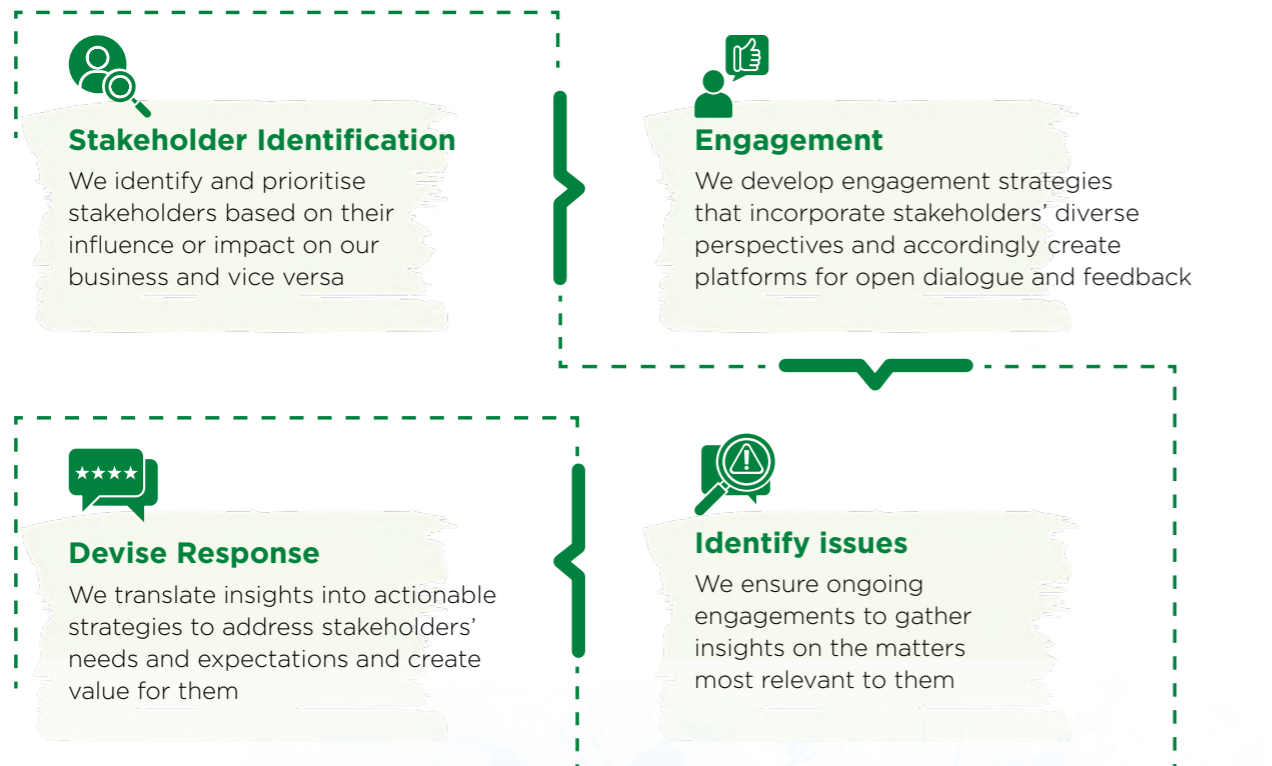 Stakeholder Identification
We identify and prioritise
stakeholders based on their
influence or impact on our
business and vice versa
Engagement
We develop engagement strategies
that incorporate stakeholders’ diverse
perspectives and accordingly create
platforms for open dialogue and feedback
Identify issues
We ensure ongoing
engagements to gather
insights on the matters
most relevant to them
Devise Response
We translate insights into actionable
strategies to address stakeholders’
needs and expectations and create
value for them